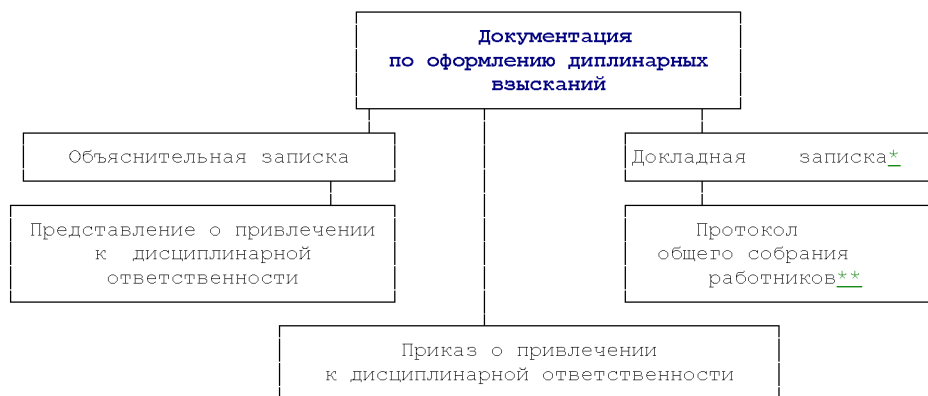 Документация
по оформлению диплинарных
взысканий
Объяснительная записка
Докладная записка*
Представление о привлечении
к дисциплинарной
ответственности
Протокол
общего собрания
работников**
Приказ о привлечении
к дисциплинарной ответственности